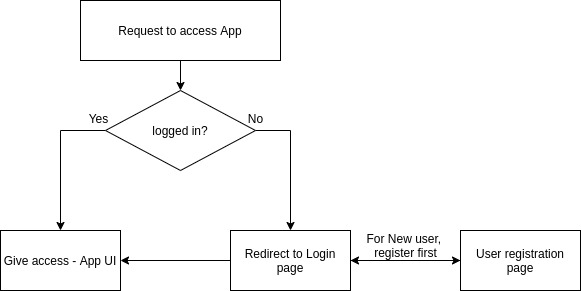 Request to access App
Yes
logged in?
No
Give access - App UI
Redirect to Login
page
For New user,
register first
User registration
page